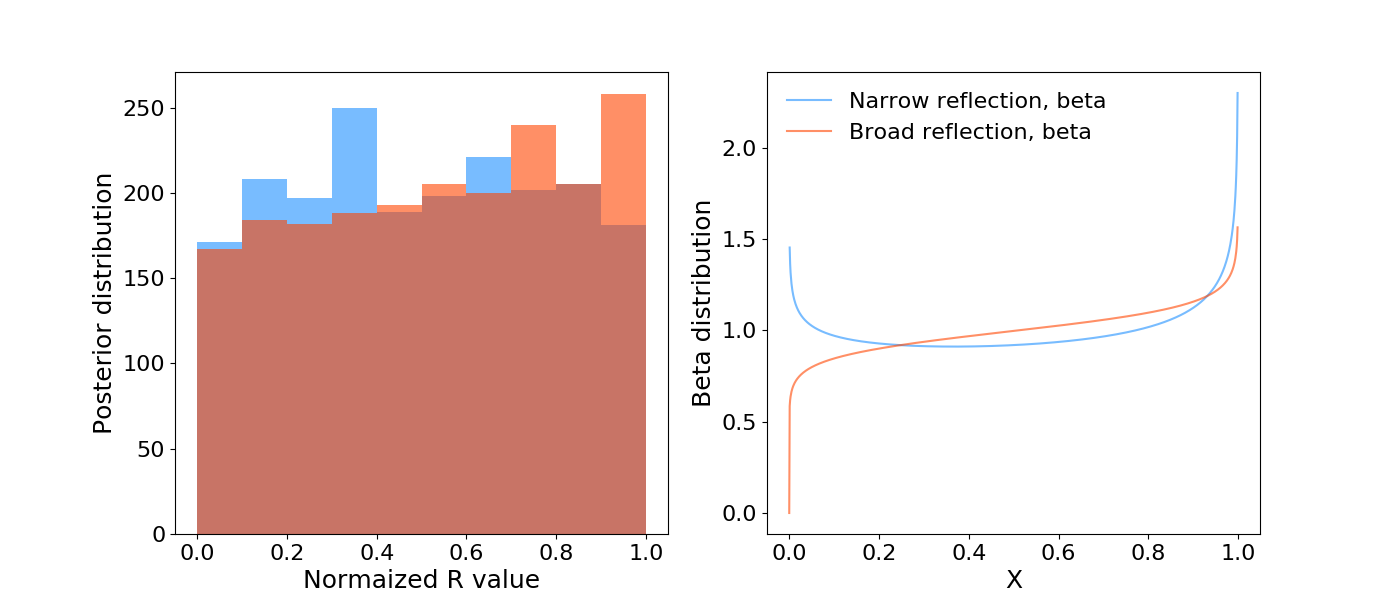 Posterior distribution
250
200
150
100
50
0
0.0 0.2 0.4 0.6 0.8 1.0
Normaized R value
Beta distribution
2.0
1.5
1.0
0.5
0.0
Narrow reflection, beta
Broad reflection, beta
0.0 0.2 0.4 0.6 0.8 1.0
X